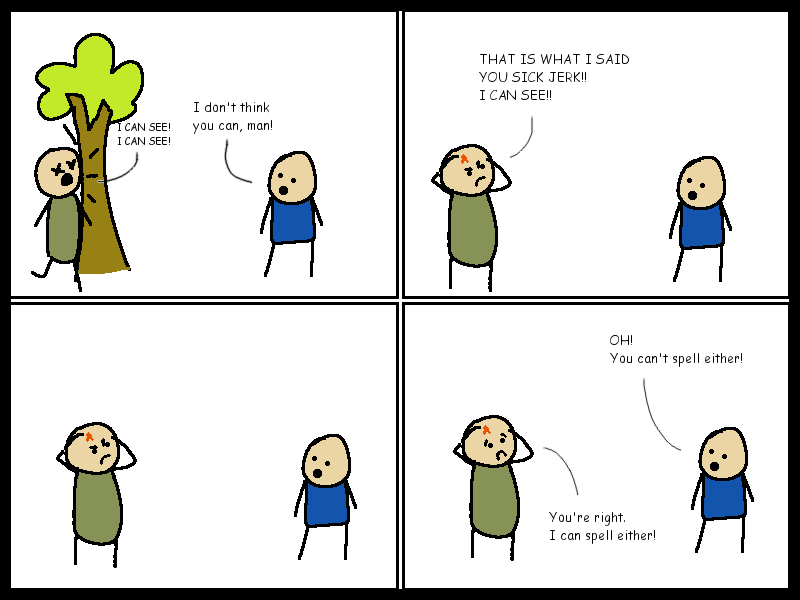 I CAN SEE!
I CAN SEE!
I don't think
you can, man!
THAT IS WHAT I SAID
YOU SICK JERK!!
I CAN SEE!!
OH!
You can't spell either!
You're right.
I can spell either!